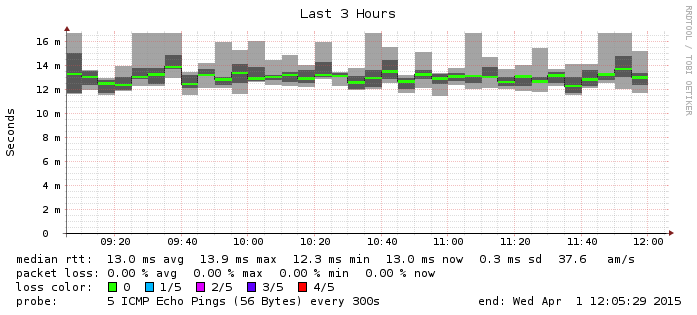 Last 3 Hours
RRDTOOL / TOBI OETIKER
Seconds
16 m
14 m
12 m
10 m
8 m
6 m
4 m
2 m
0
09:20 09:40 10:00 10:20 10:40 11:00 11:20 11:40 12:00
median rtt: 13.0 ms avg 13.9 ms max 12.3 ms min 13.0 ms now 0.3 ms sd 37.6 am/s
packet loss: 0.00 % avg 0.00 % max 0.00 % min 0.00 % now
loss color: 0 1/5 2/5 3/5 4/5
probe: 5 ICMP Echo Pings (56 Bytes) every 300s end: Wed Apr 1 12:05:29 2015